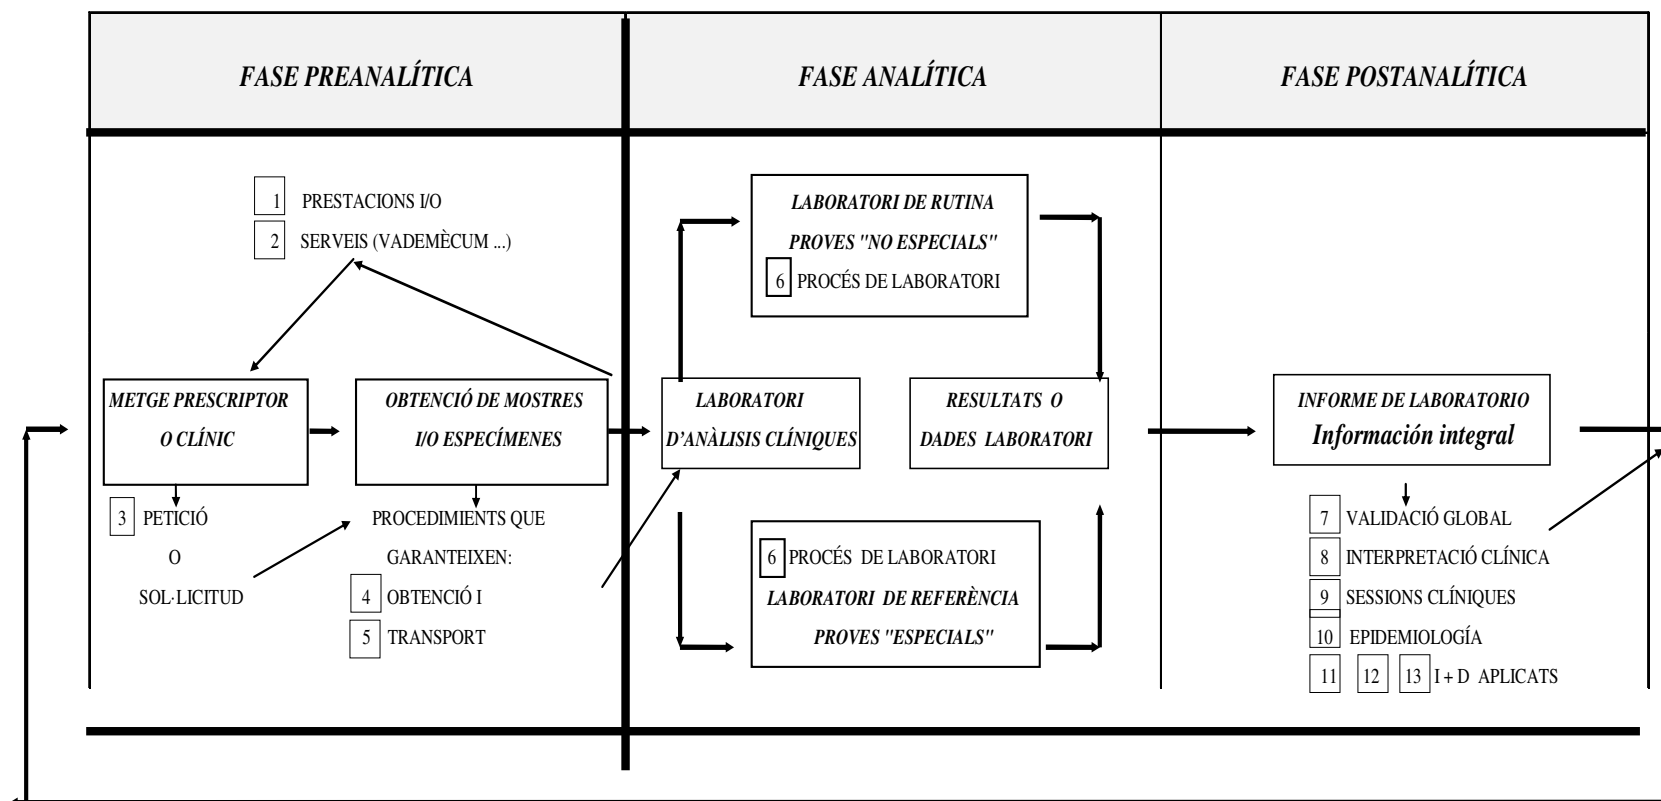 FASE PREANALÍTICA
FASE ANALÍTICA
FASE POSTANALÍTICA
1 PRESTACIONS I/O
2 SERVEIS (VADEMÈCUM ...)
METGE PRESCRIPTOR
O CLÍNIC
OBTENCIÓ DE MOSTRES
I/O ESPECÍMENES
3 PETICIÓ
O
SOL·LICITUD
PROCEDIMENTS QUE
GARANTEIXEN:
4 OBTENCIÓ I
5 TRANSPORT
LABORATORI DE RUTINA
PROVES "NO ESPECIALS"
6 PROCÉS DE LABORATORI
LABORATORI
D'ANÀLISIS CLÍNIQUES
RESULTATS O
DADES LABORATORI
6 PROCÉS DE LABORATORI
LABORATORI DE REFERÈNCIA
PROVES "ESPECIALS"
INFORME DE LABORATORIO
Información integral
7 VALIDACIÓ GLOBAL
8 INTERPRETACIÓ CLÍNICA
9 SESSIONS CLÍNIQUES
10 EPIDEMIOLOGÍA
11 12 13 I + D APLICATS